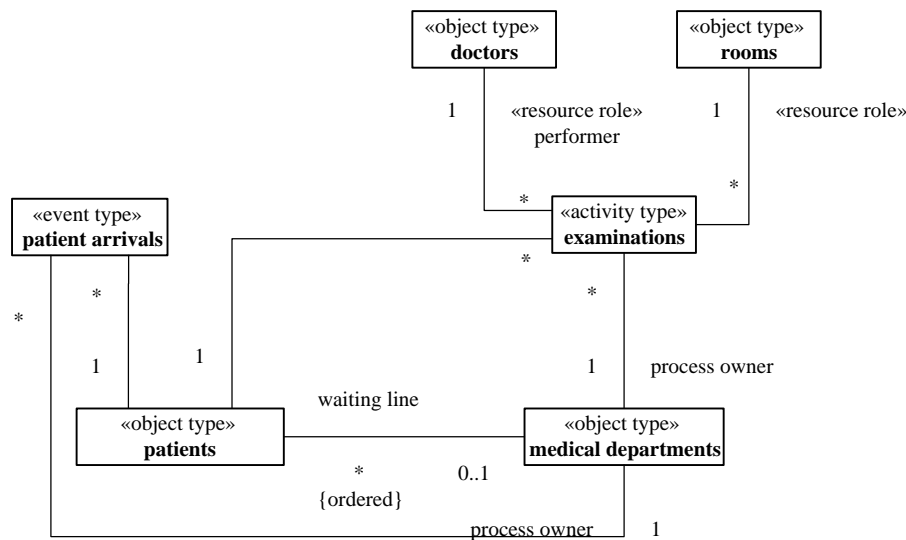 «object type»
doctors
«object type»
rooms
1
«resource role»
performer
1
«resource role»
*
*
«event type»
patient arrivals
«activity type»
examinations
*
*
*
*
1
1
1
process owner
waiting line
«object type»
patients
«object type»
medical departments
*
{ordered}
0..1
process owner
1